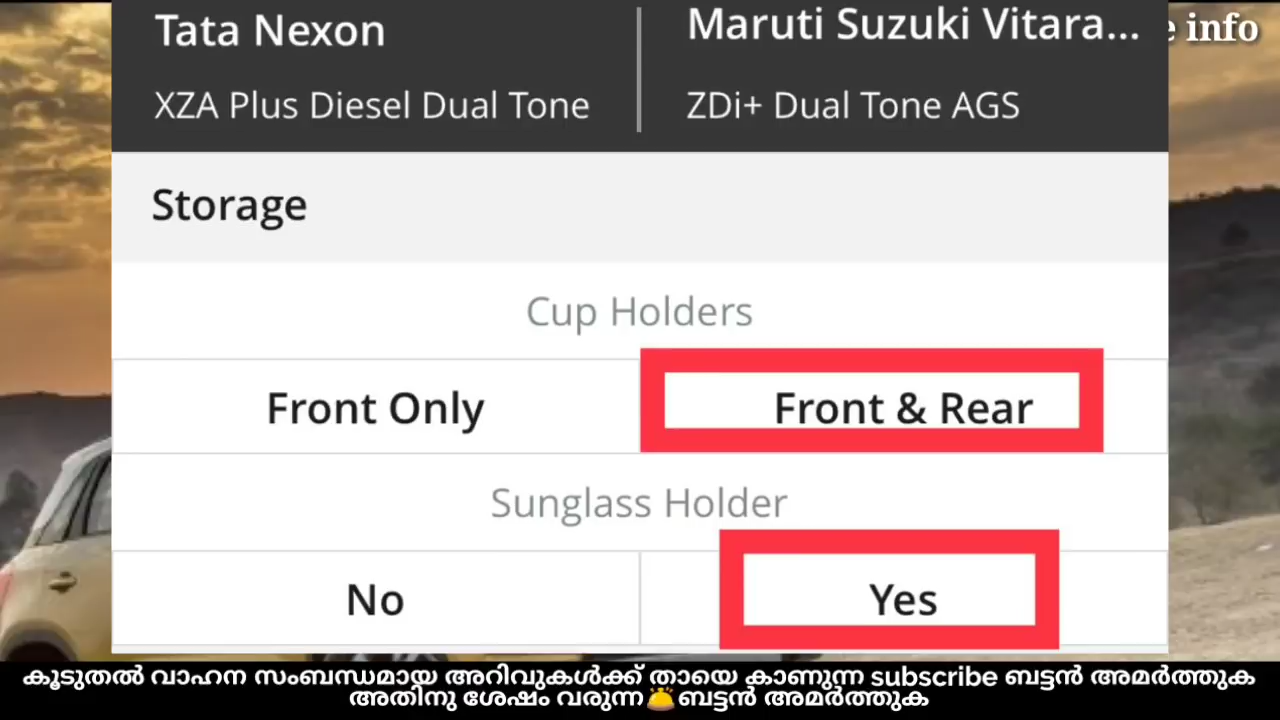 Tata Nexon
Maruti Suzuki Vitara...
info
XZA Plus Diesel Dual Tone
ZDi+ Dual Tone AGS
Storage
Cup Holders
Front Only
Front & Rear
Sunglass Holder
No
Yes
കൂടുതൽ വാഹന സംബന്ധമായ അറിവുകൾക്ക് തായെ കാണുന്ന subscribe ബട്ടൻ അമർത്തുക
അതിനു ശേഷം വരുന്ന🛎️ബട്ടൻ അമർത്തുക